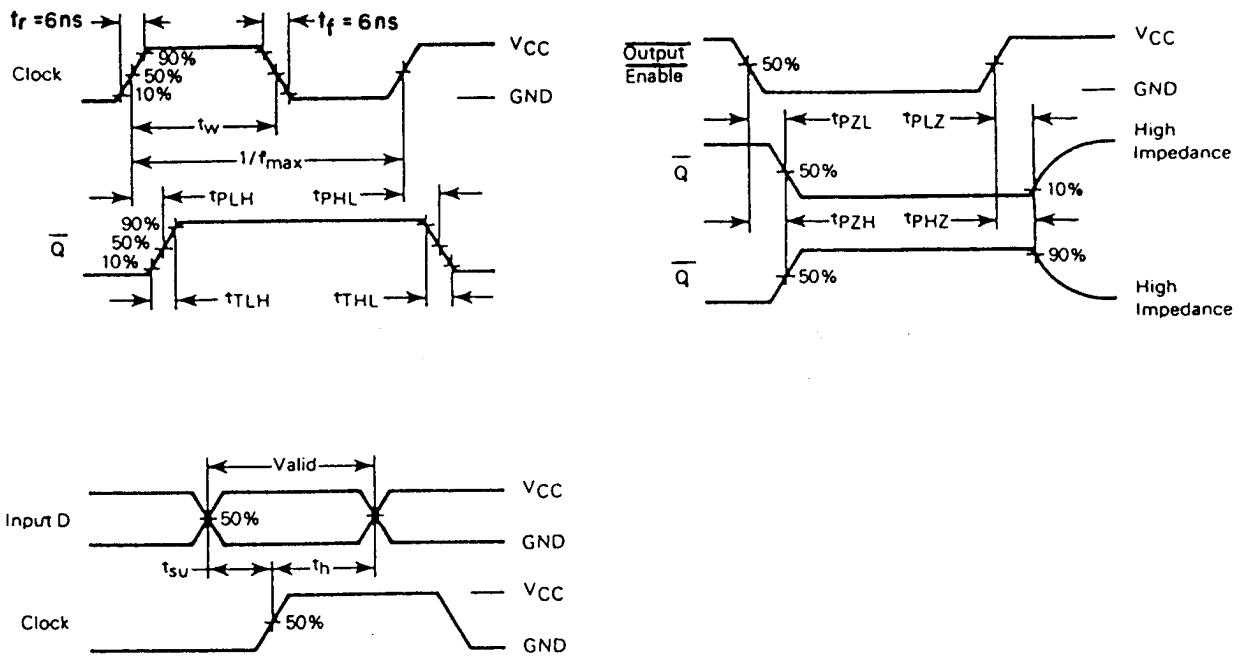 tr = 6ns
tf = 6ns
Clock
90%
50%
10%
VCC
GND
tW
1/fmax
tPLH
tPHL
Q
90%
50%
10%
tTLH
tTHL
Output
Enable
50%
VCC
GND
tPZL
tPLZ
High
Impedance
Q
50%
10%
tPZH
tPHZ
Q
50%
90%
High
Impedance
Valid
Input D
50%
VCC
GND
tsu
th
Clock
50%
VCC
GND